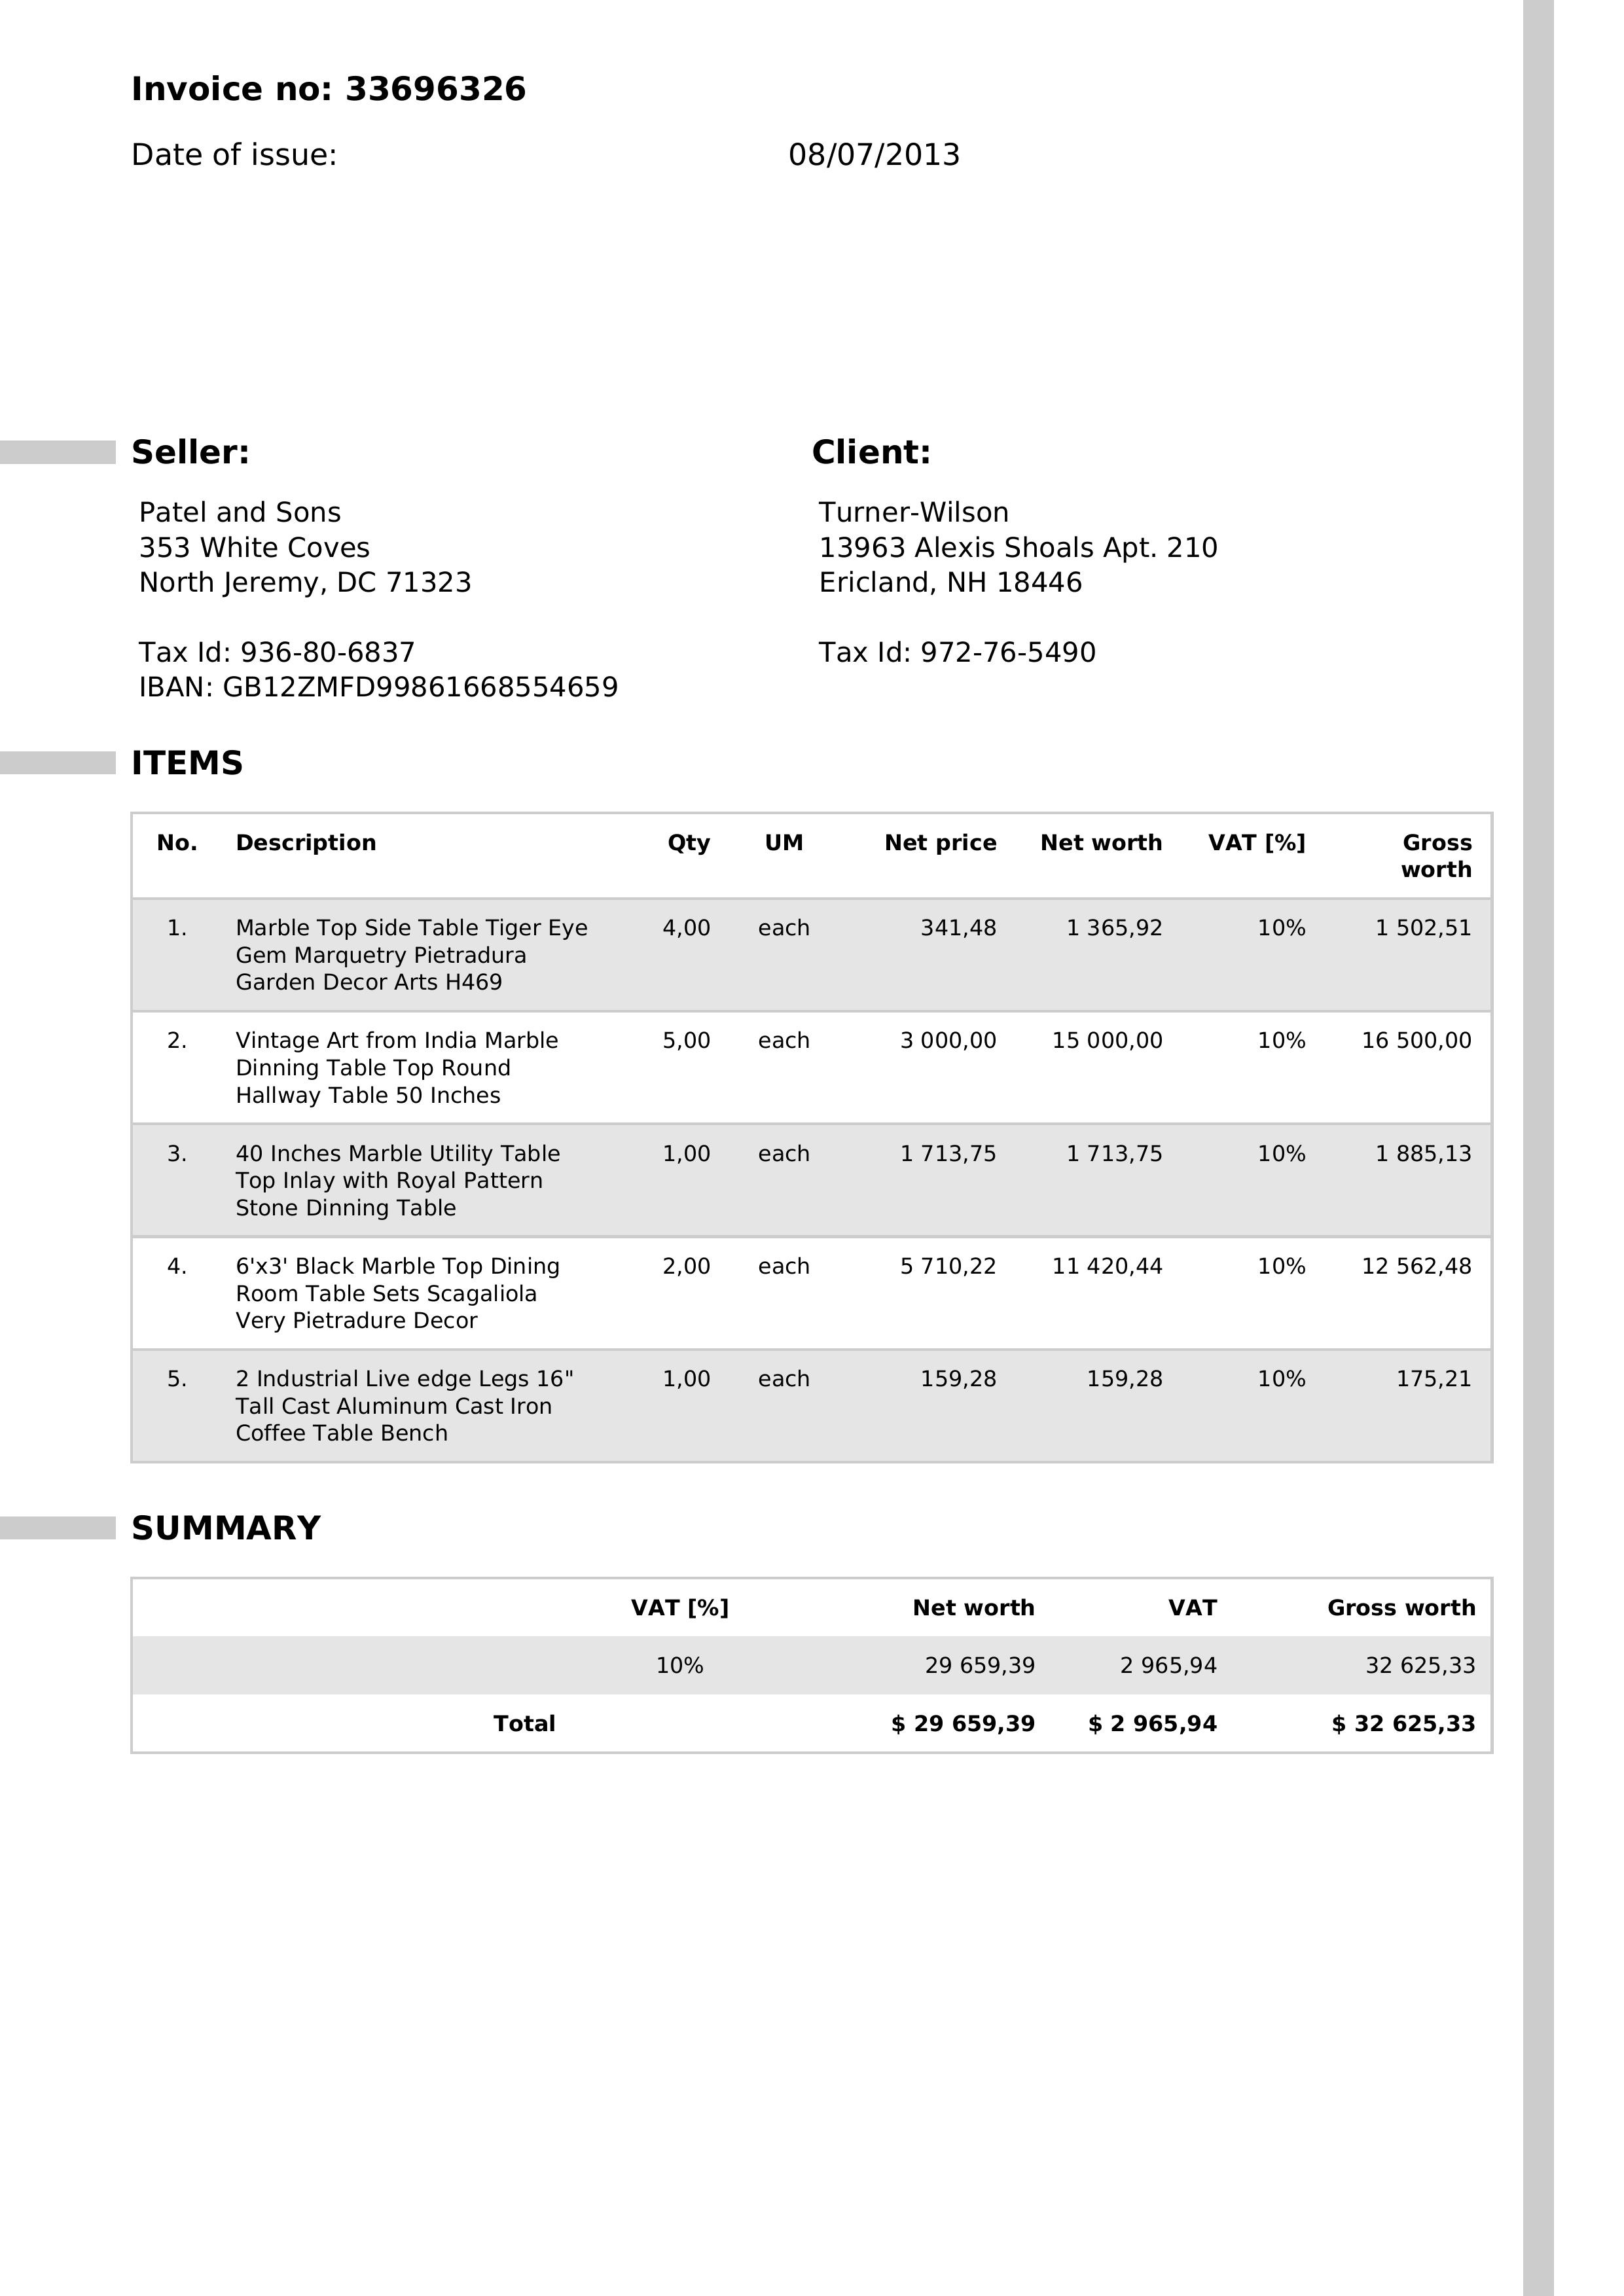 Invoice no: 33696326
Date of issue: 08/07/2013
Seller:
Patel and Sons
353 White Coves
North Jeremy, DC 71323
Tax Id: 936-80-6837
IBAN: GB12ZMFD99861668554659
Client:
Turner-Wilson
13963 Alexis Shoals Apt. 210
Ericland, NH 18446
Tax Id: 972-76-5490
ITEMS
No. Description Qty UM Net price Net worth VAT [%] Gross
worth
1. Marble Top Side Table Tiger Eye 4,00 each 341,48 1 365,92 10% 1 502,51
Gem Marquetry Pietradura
Garden Decor Arts H469
2. Vintage Art from India Marble 5,00 each 3 000,00 15 000,00 10% 16 500,00
Dinning Table Top Round
Hallway Table 50 Inches
3. 40 Inches Marble Utility Table 1,00 each 1 713,75 1 713,75 10% 1 885,13
Top Inlay with Royal Pattern
Stone Dinning Table
4. 6'x3' Black Marble Top Dining 2,00 each 5 710,22 11 420,44 10% 12 562,48
Room Table Sets Scagaliola
Very Pietradure Decor
5. 2 Industrial Live edge Legs 16" 1,00 each 159,28 159,28 10% 175,21
Tall Cast Aluminum Cast Iron
Coffee Table Bench
SUMMARY
VAT [%] Net worth VAT Gross worth
10% 29 659,39 2 965,94 32 625,33
Total $ 29 659,39 $ 2 965,94 $ 32 625,33